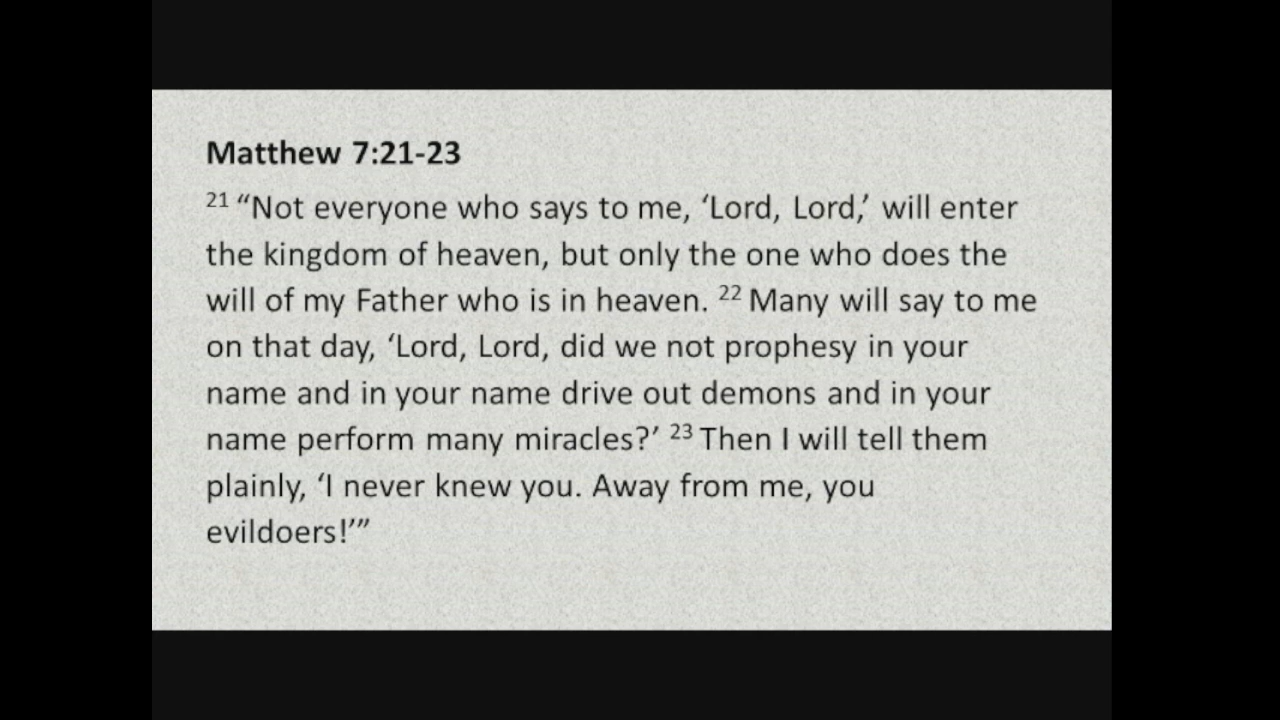 Matthew 7:21-23
21 “Not everyone who says to me, ‘Lord, Lord,’ will enter
the kingdom of heaven, but only the one who does the
will of my Father who is in heaven. 22 Many will say to me
on that day, ‘Lord, Lord, did we not prophesy in your
name and in your name drive out demons and in your
name perform many miracles?’ 23 Then I will tell them
plainly, ‘I never knew you. Away from me, you
evildoers!’”